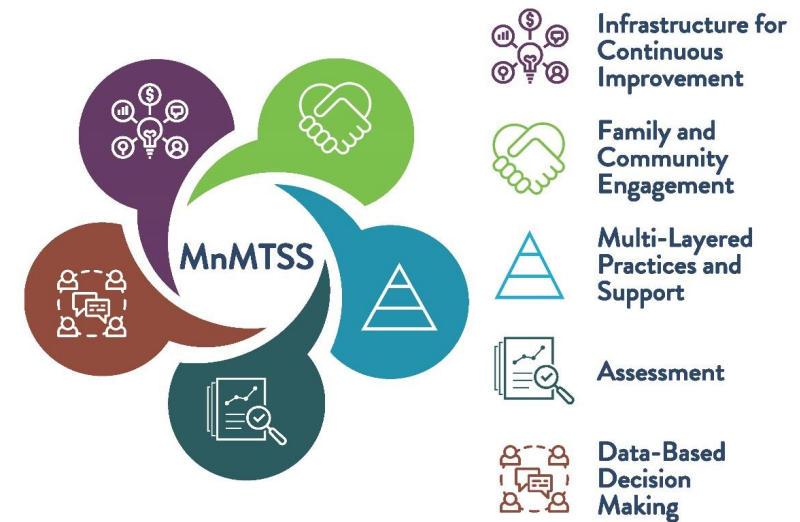 MnMTSS
Infrastructure for
Continuous
Improvement
Family and
Community
Engagement
Multi-Layered
Practices and
Support
Assessment
Data-Based
Decision
Making